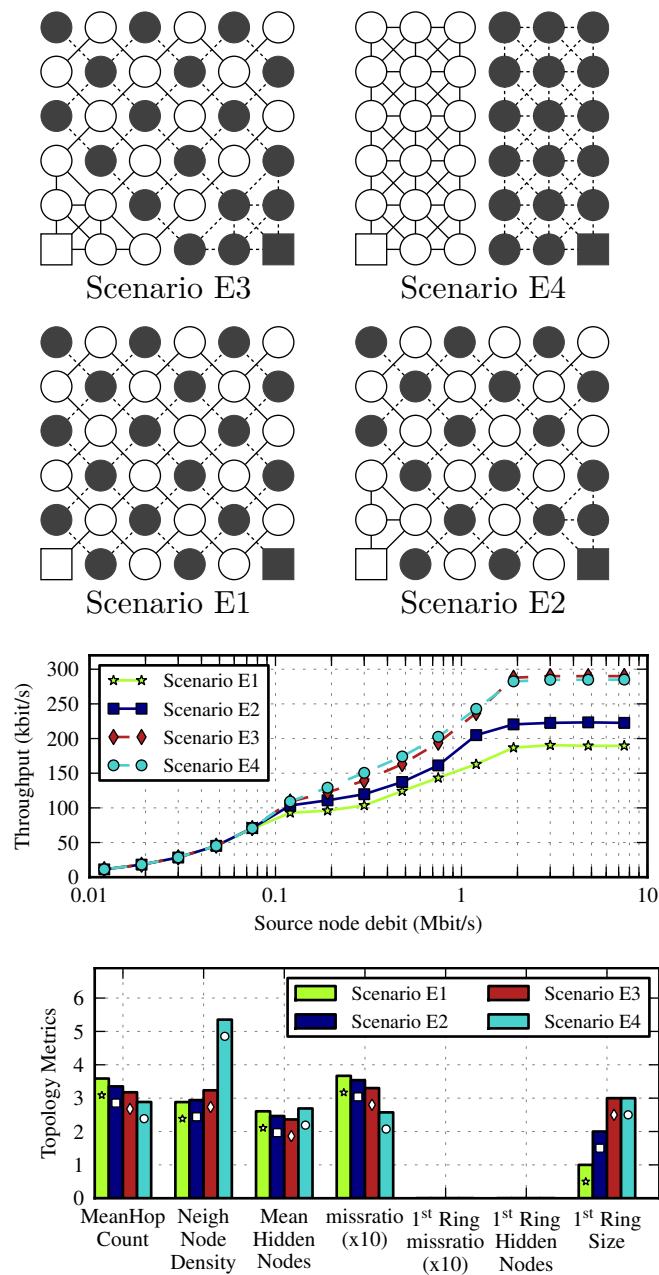 Scenario E3
Scenario E4
Scenario E1
Scenario E2
Throughput (kbit/s)
300
250
200
150
100
50
0
Scenario E1
Scenario E2
Scenario E3
Scenario E4
0.01
0.1
1
10
Source node debit (Mbit/s)
Topology Metrics
6
5
4
3
2
1
0
Scenario E1
Scenario E2
Scenario E3
Scenario E4
MeanHop
Count
Neigh
Node
Density
Mean
Hidden
Nodes
missratio
(x10)
1st Ring
missratio
(x10)
1st Ring
Hidden
Nodes
1st Ring
Size